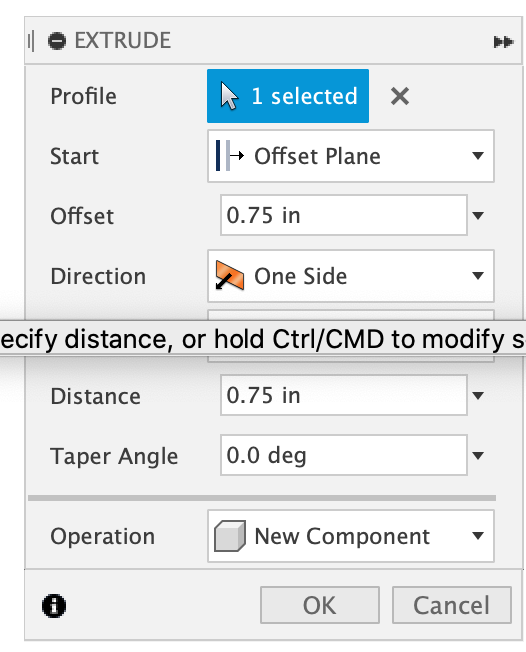 EXTRUDE
Profile 1 selected
Start Offset Plane
Offset 0.75 in
Direction One Side
ecify distance, or hold Ctrl/CMD to modify s
Distance 0.75 in
Taper Angle 0.0 deg
Operation New Component
OK Cancel